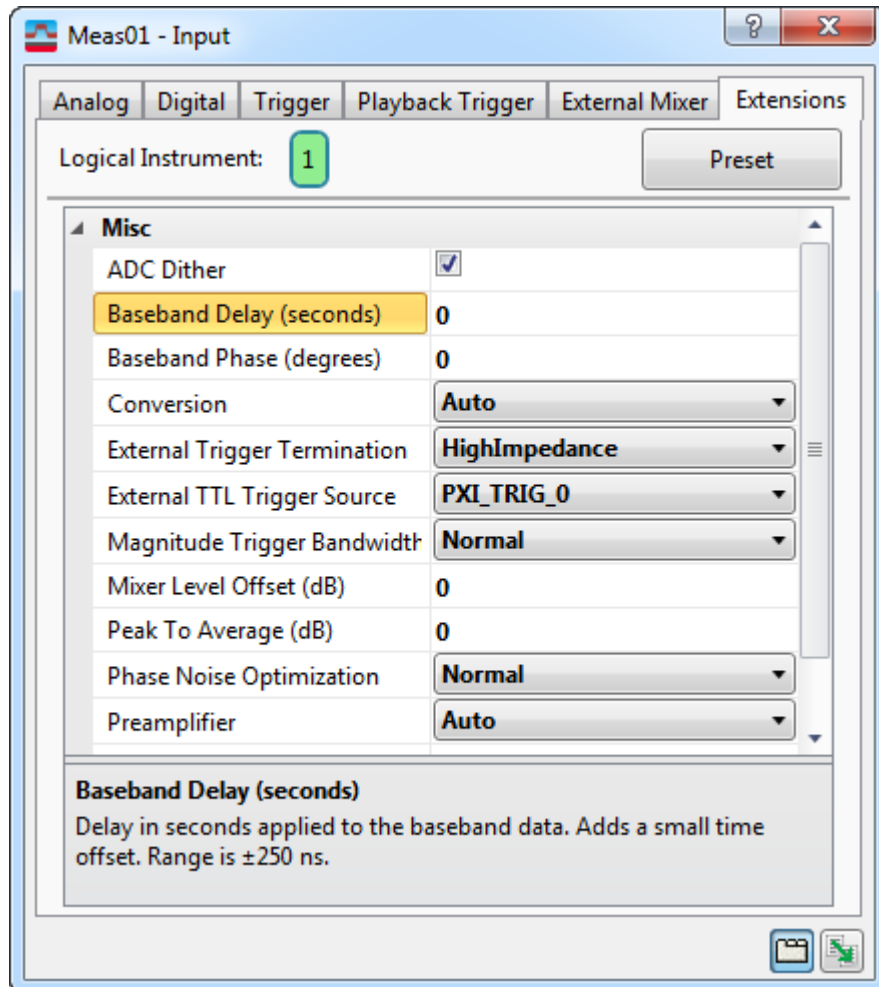 Meas01 - Input
Analog Digital Trigger Playback Trigger External Mixer Extensions
Logical Instrument: 1 Preset
Misc
ADC Dither
Baseband Delay (seconds) 0
Baseband Phase (degrees) 0
Conversion Auto
External Trigger Termination HighImpedance
External TTL Trigger Source PXI_TRIG_0
Magnitude Trigger Bandwidth Normal
Mixer Level Offset (dB) 0
Peak To Average (dB) 0
Phase Noise Optimization Normal
Preamplifier Auto
Baseband Delay (seconds)
Delay in seconds applied to the baseband data. Adds a small time
offset. Range is ±250 ns.